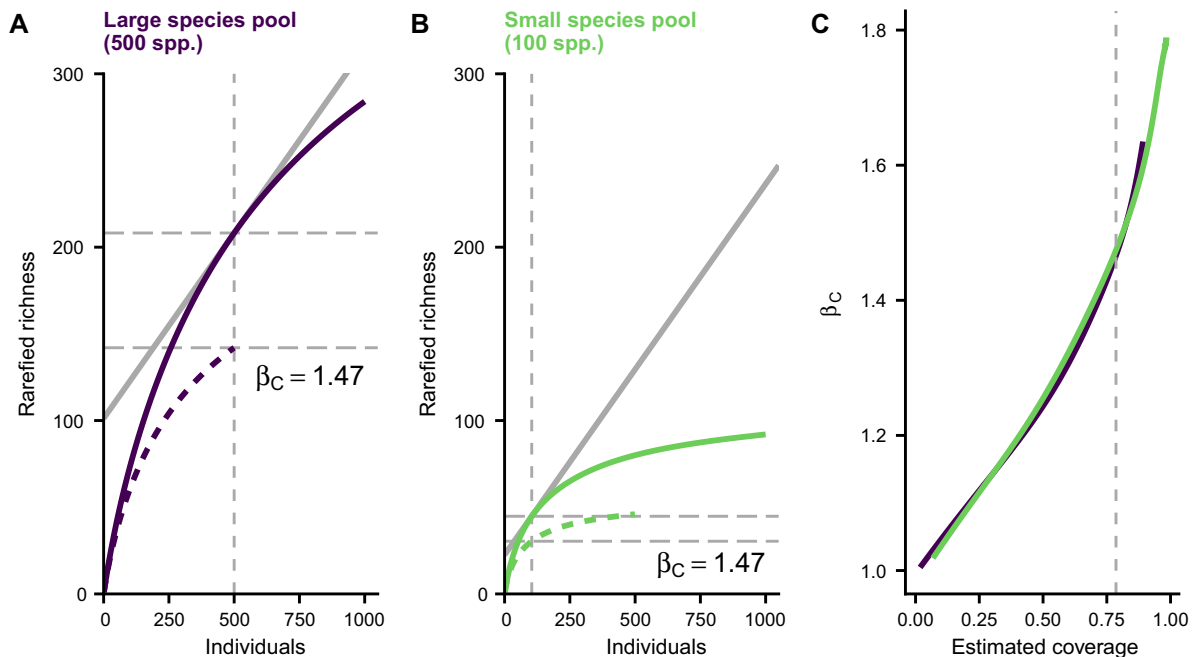 A
Large species pool
(500 spp.)
300
200
100
0
Rarefied richness
βC = 1.47
0 250 500 750 1000
Individuals
B
Small species pool
(100 spp.)
300
200
100
0
Rarefied richness
βC = 1.47
0 250 500 750 1000
Individuals
C
1.8
1.6
1.4
1.2
1.0
βC
0.00 0.25 0.50 0.75 1.00
Estimated coverage